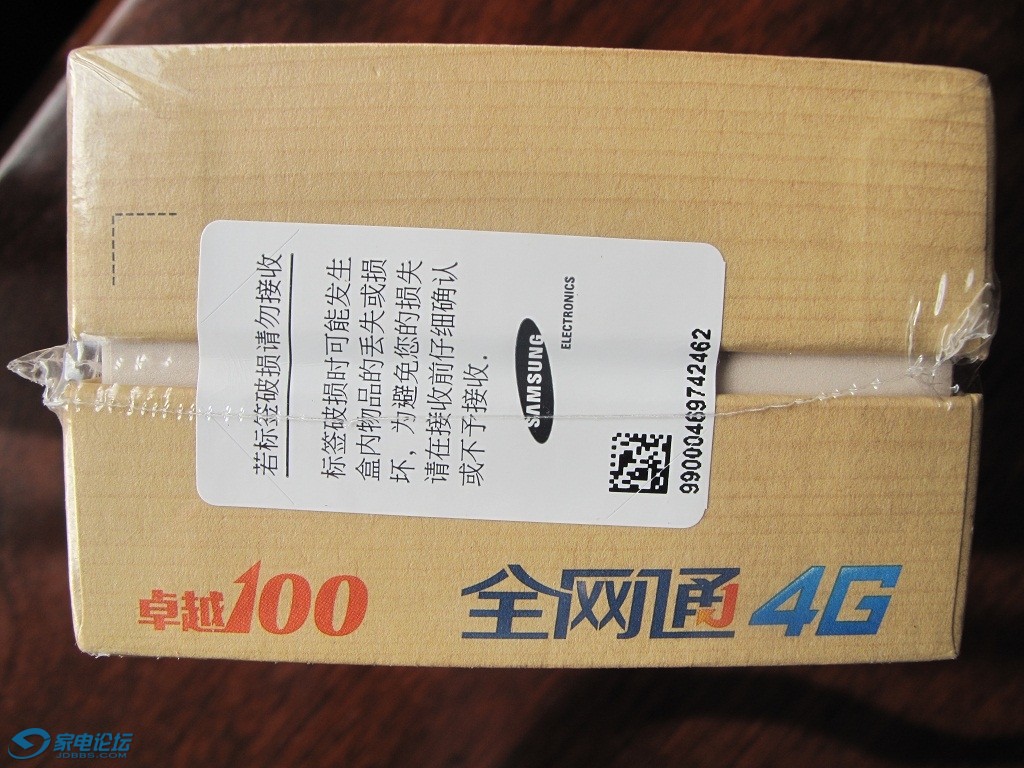 若标签破损请勿接收
标签破损时可能发生
盒内物品的丢失或损
坏，为避免您的损失
请在接收前仔细确认
或不予接收.
SAMSUNG
ELECTRONICS
99000469742462
卓越100
全网通 4G
家电论坛
JDBBS.COM